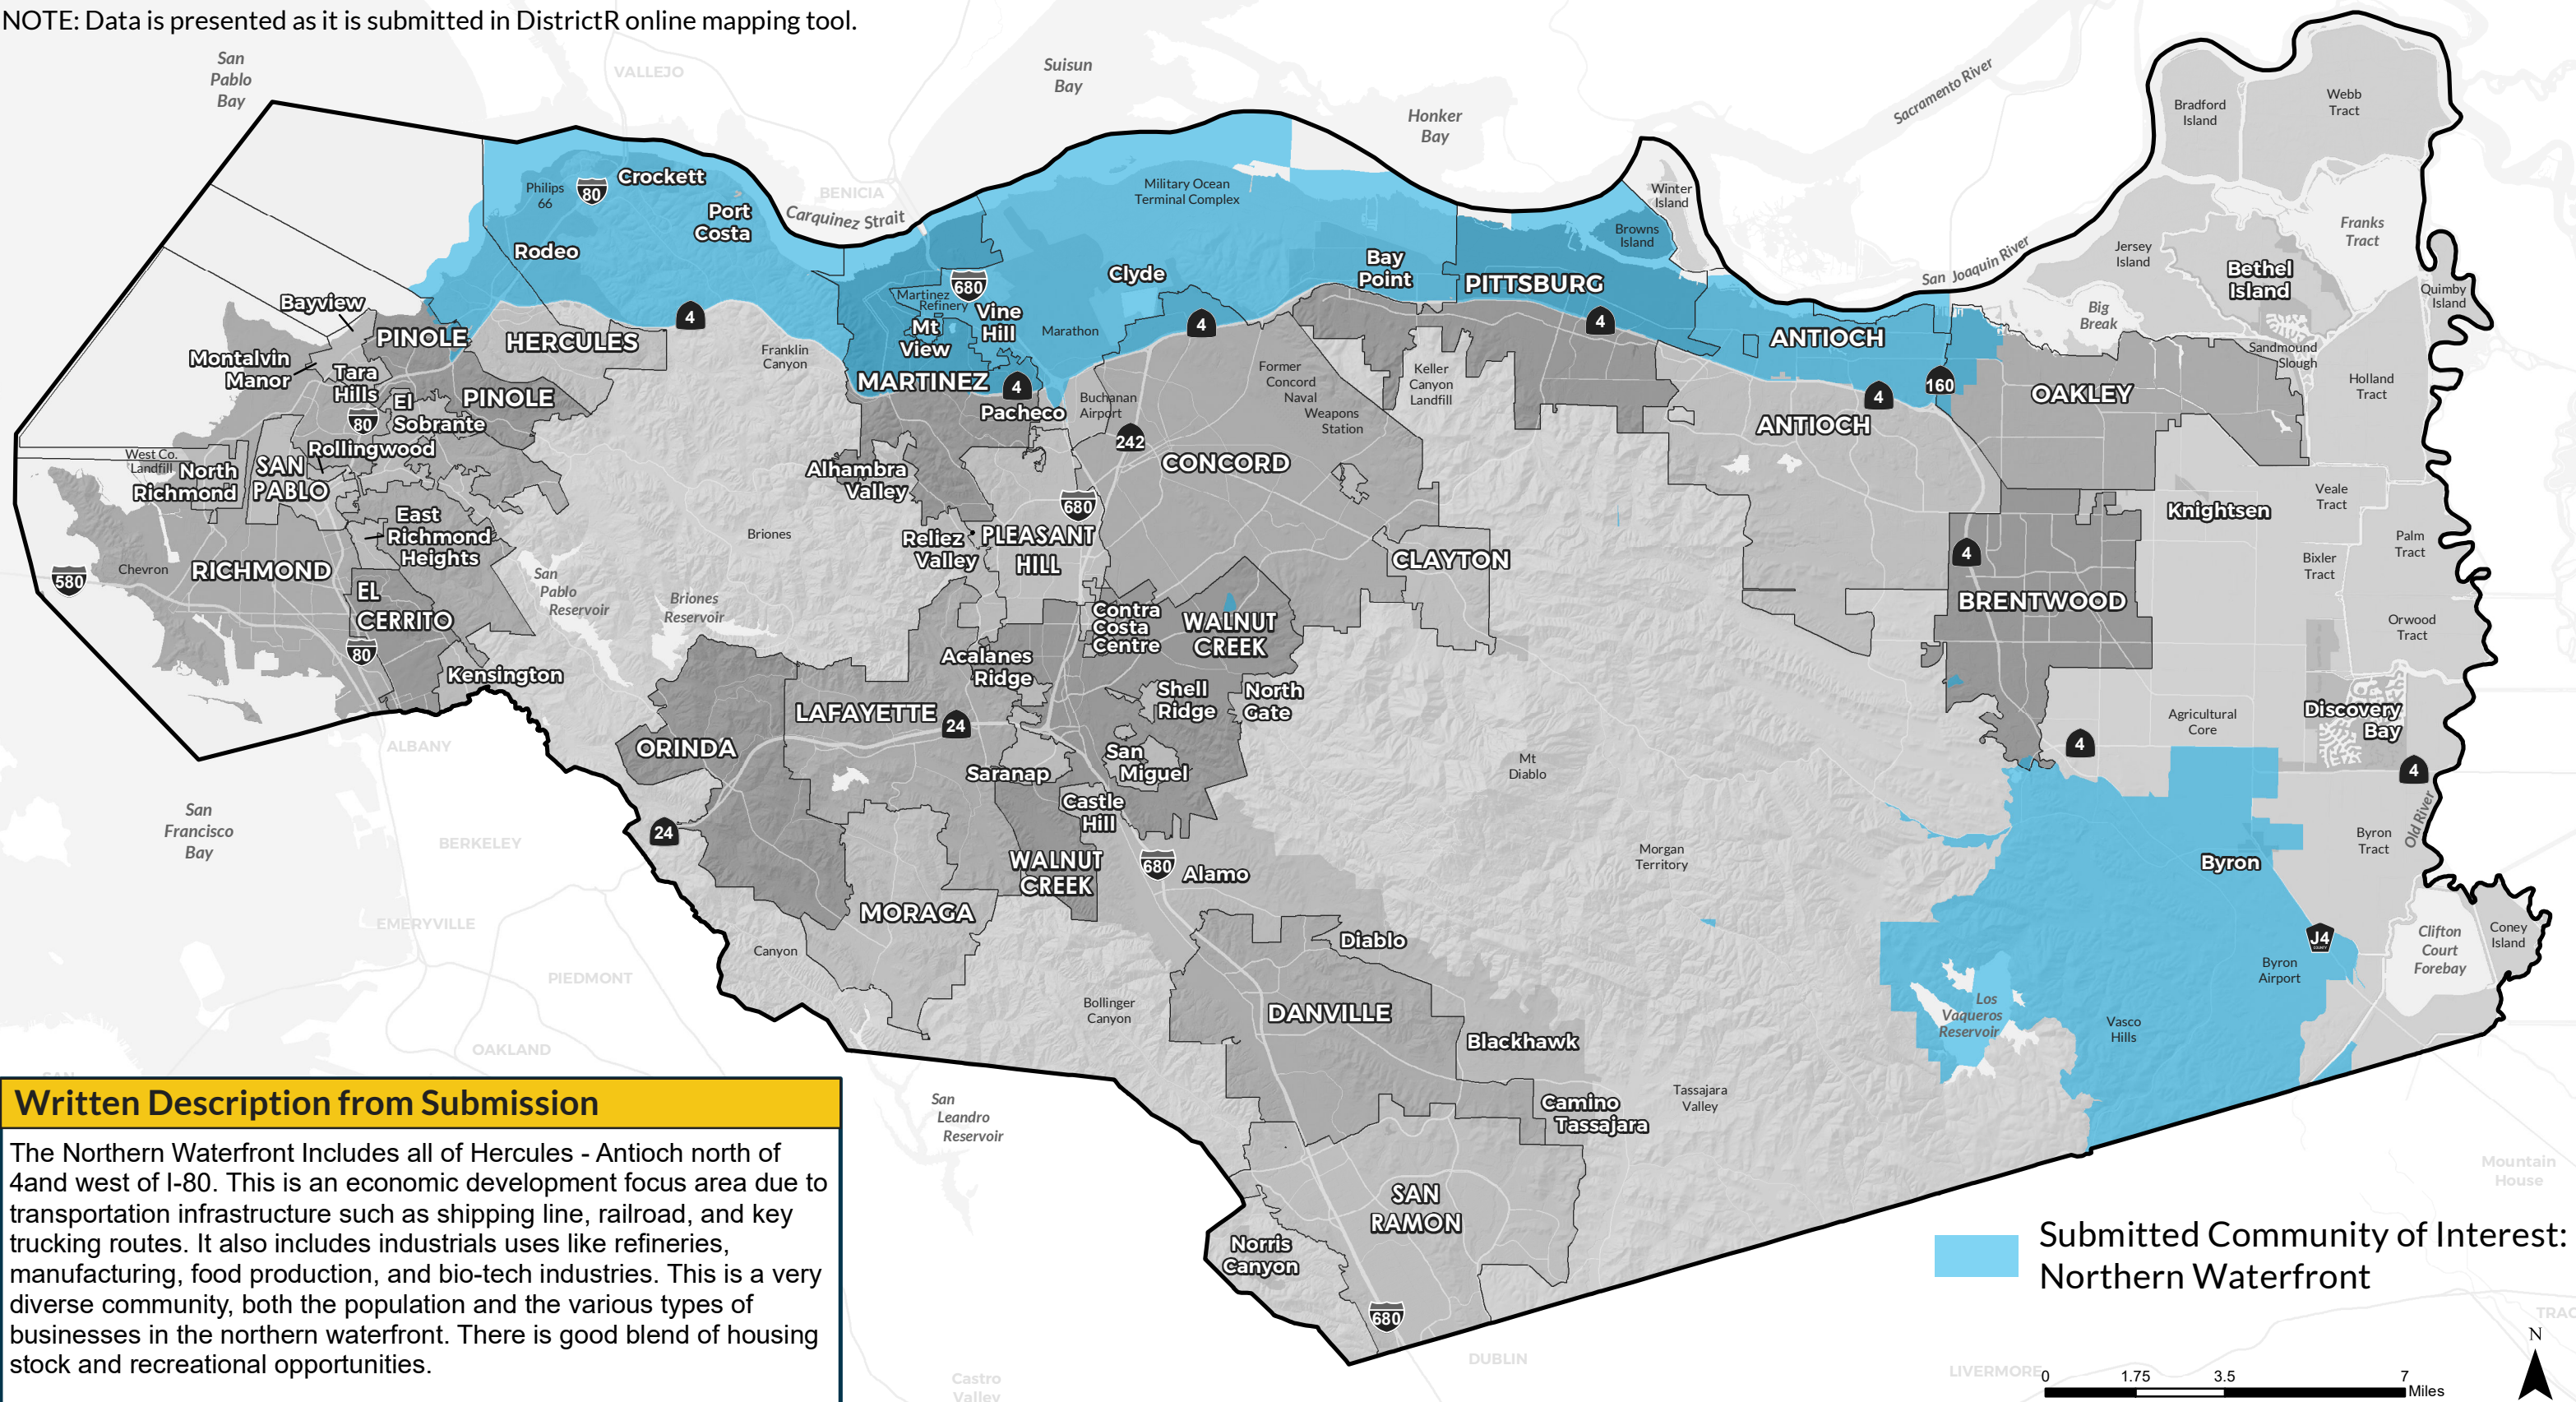 NOTE: Data is presented as it is submitted in DistrictR online mapping tool.
San
Pablo
Bay
VALLEJO
Suisun
Bay
Honker
Bay
Sacramento River
Bradford
Island
Webb
Tract
Philips
66
80
Crockett
Port
Costa
Rodeo
BENICIA
Carquinez Strait
Military Ocean
Terminal Complex
Winter
Island
Browns
Island
San Joaquin River
Jersey
Island
Franks
Tract
Bethel
Island
Quimby
Island
Big
Break
Sandmound
Slough
Holland
Tract
Bayview
PINOLE
HERCULES
4
Franklin
Canyon
Martinez
Refinery
680
Vine
Hill
Mt
View
MARTINEZ
4
Pacheco
Marathon
Clyde
4
Bay
Point
PITTSBURG
4
ANTIOCH
4
160
OAKLEY
Montalvin
Manor
Tara
Hills
El
Sobrante
PINOLE
80
Rollingwood
West Co.
Landfill
North
Richmond
SAN
PABLO
Buchanan
Airport
242
Former
Concord
Naval
Weapons
Station
Keller
Canyon
Landfill
ANTIOCH
CONCORD
Alhambra
Valley
680
East
Richmond
Heights
Briones
Reliez
Valley
PLEASANT
HILL
CLAYTON
Knightsen
Veale
Tract
Palm
Tract
Bixler
Tract
4
BRENTWOOD
Orwood
Tract
580
Chevron
RICHMOND
EL
CERRITO
80
Kensington
San
Pablo
Reservoir
Briones
Reservoir
Contra
Costa
Centre
WALNUT
CREEK
Acalanes
Ridge
Shell
Ridge
North
Gate
LAFAYETTE
24
ORINDA
Saranap
San
Miguel
Castle
Hill
Mt
Diablo
Agricultural
Core
Discovery
Bay
4
4
Old River
ALBANY
San
Francisco
Bay
BERKELEY
24
WALNUT
CREEK
680
Alamo
Morgan
Territory
Byron
Byron
Tract
EMERYVILLE
MORAGA
PIEDMONT
Canyon
Diablo
J4
COUNTY
Byron
Airport
Clifton
Court
Forebay
Coney
Island
Los
Vaqueros
Reservoir
Vasco
Hills
Bollinger
Canyon
DANVILLE
Blackhawk
OAKLAND
SAN
San
Leandro
Reservoir
Camino
Tassajara
Tassajara
Valley
Mountain
House
SAN
RAMON
Norris
Canyon
680
DUBLIN
Castro
Valley
LIVERMORE
TRAC
Written Description from Submission
The Northern Waterfront Includes all of Hercules - Antioch north of
4and west of I-80. This is an economic development focus area due to
transportation infrastructure such as shipping line, railroad, and key
trucking routes. It also includes industrials uses like refineries,
manufacturing, food production, and bio-tech industries. This is a very
diverse community, both the population and the various types of
businesses in the northern waterfront. There is good blend of housing
stock and recreational opportunities.
Submitted Community of Interest:
Northern Waterfront
N
0 1.75 3.5 7
Miles